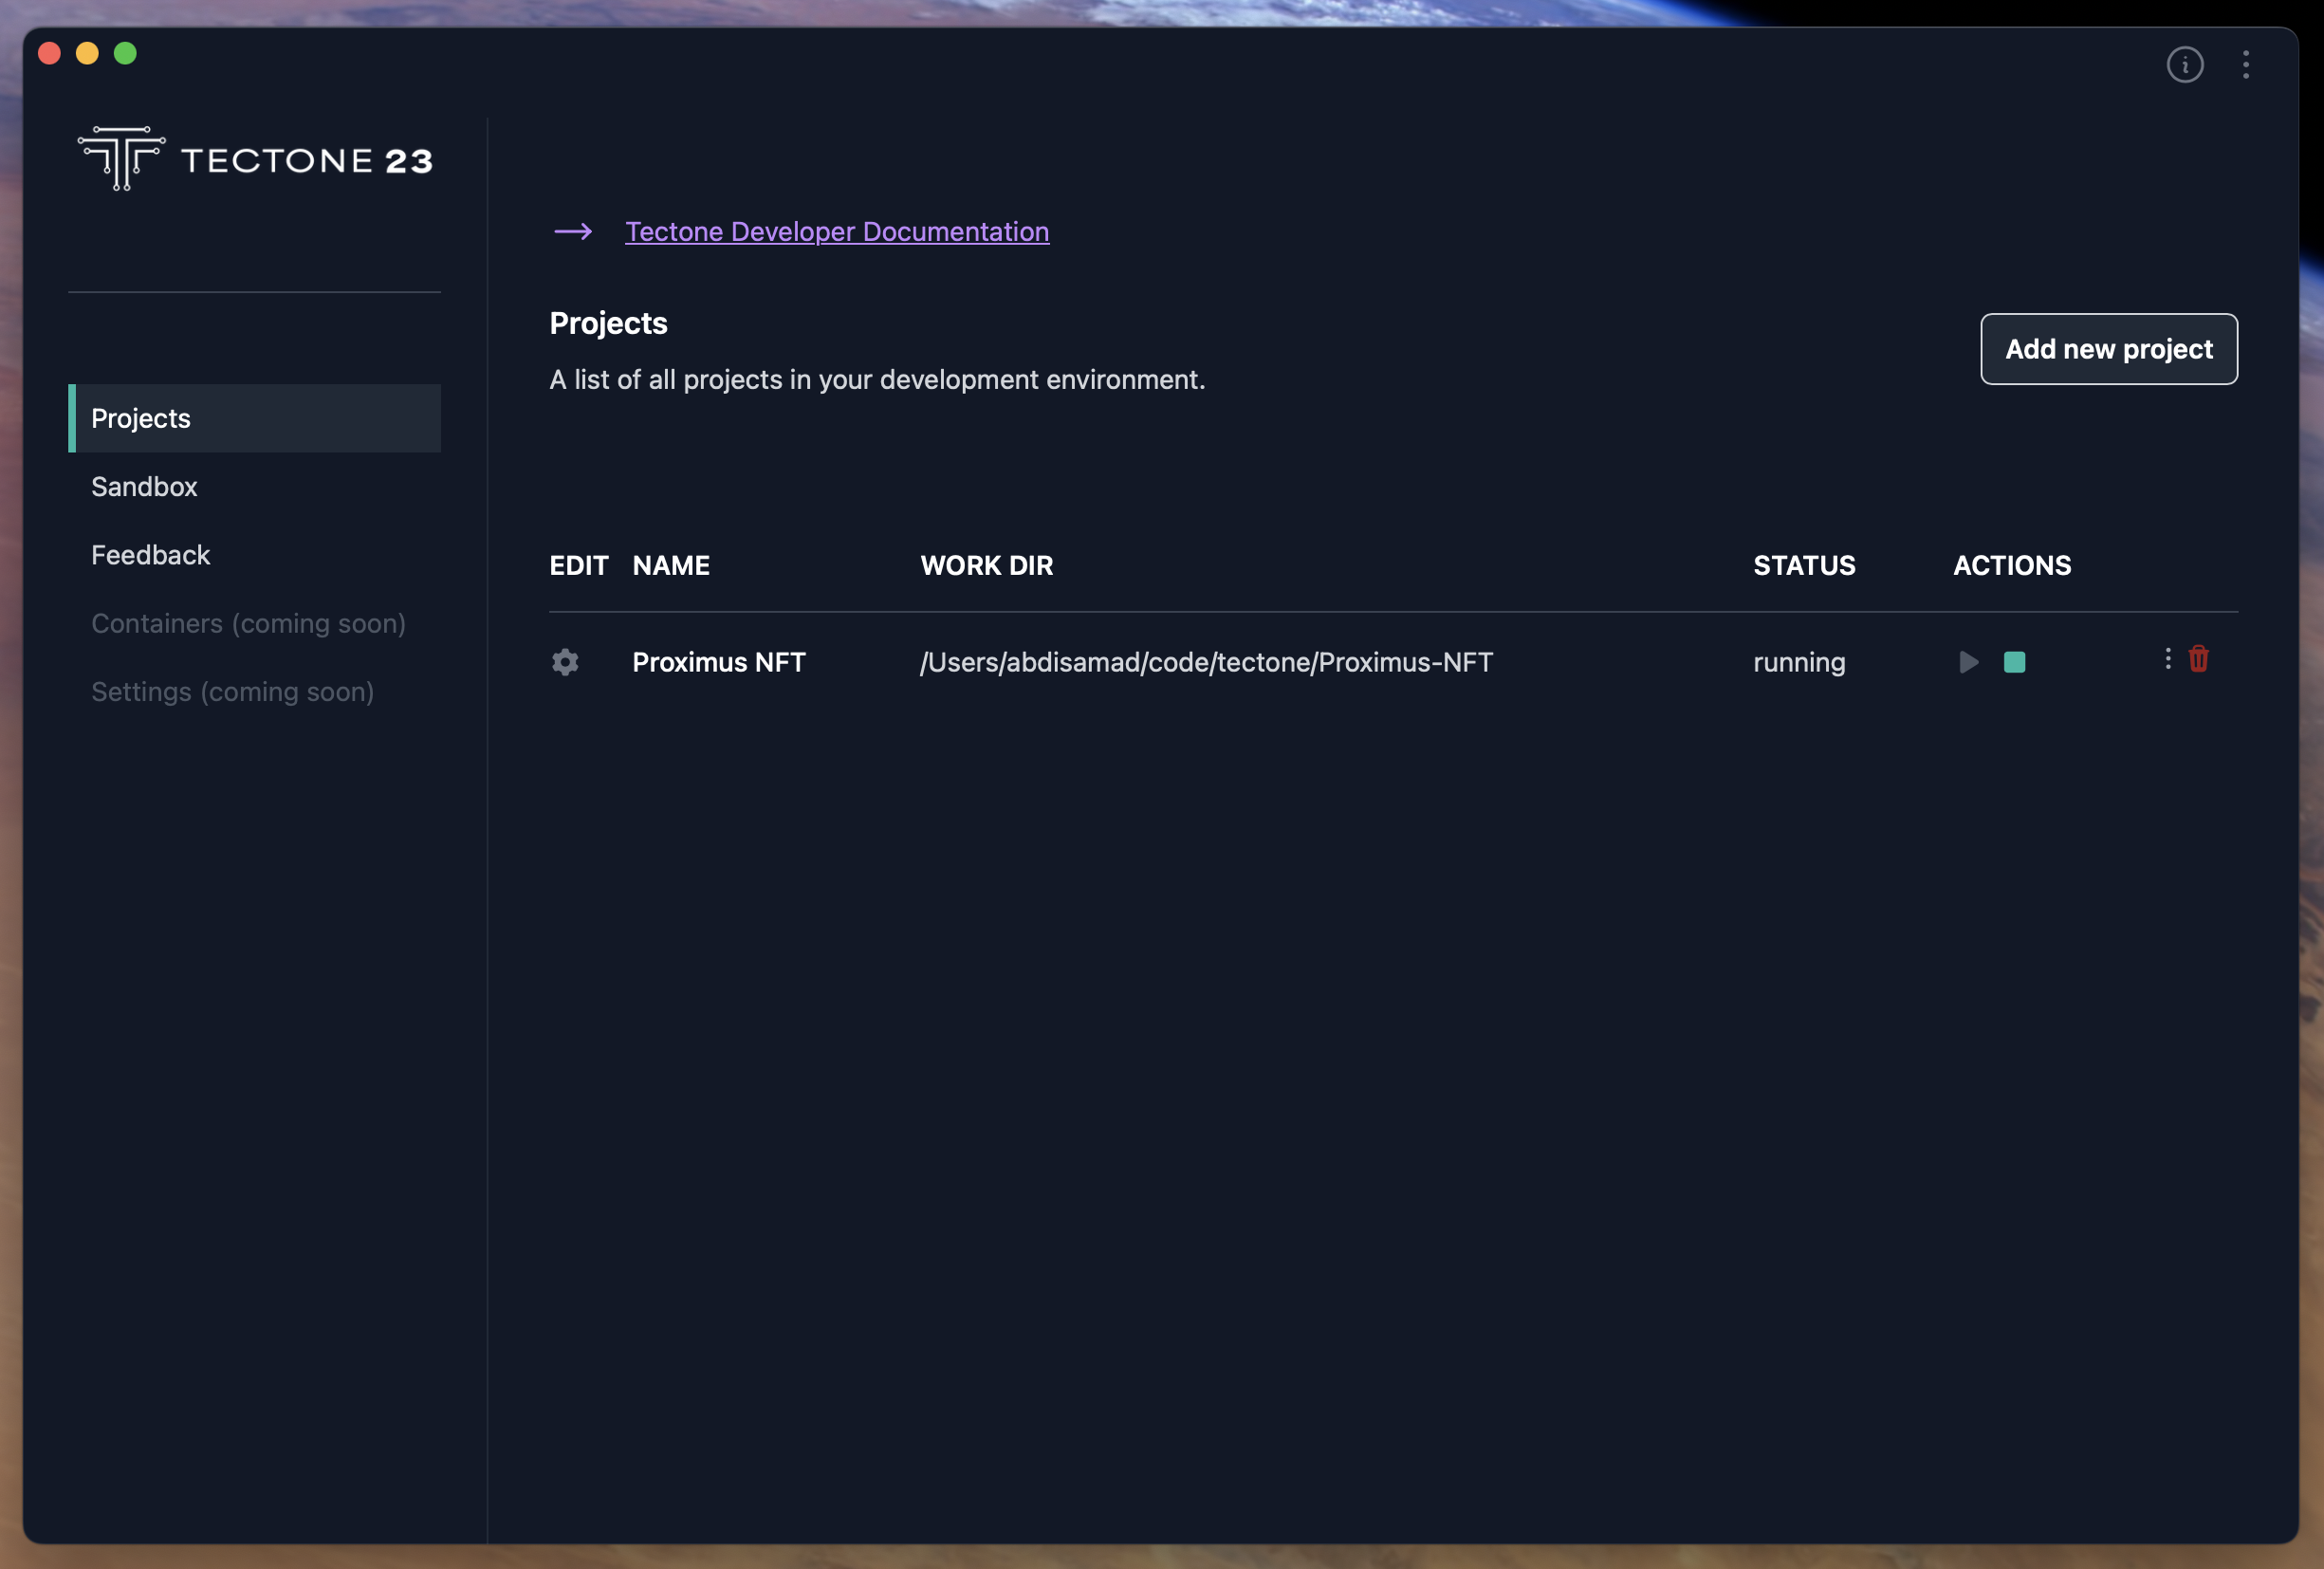 TECTONE 23
Projects
Sandbox
Feedback
Containers (coming soon)
Settings (coming soon)
Tectone Developer Documentation
Projects
A list of all projects in your development environment.
Add new project
EDIT NAME WORK DIR STATUS ACTIONS
Proximus NFT /Users/abdisamad/code/tectone/Proximus-NFT running